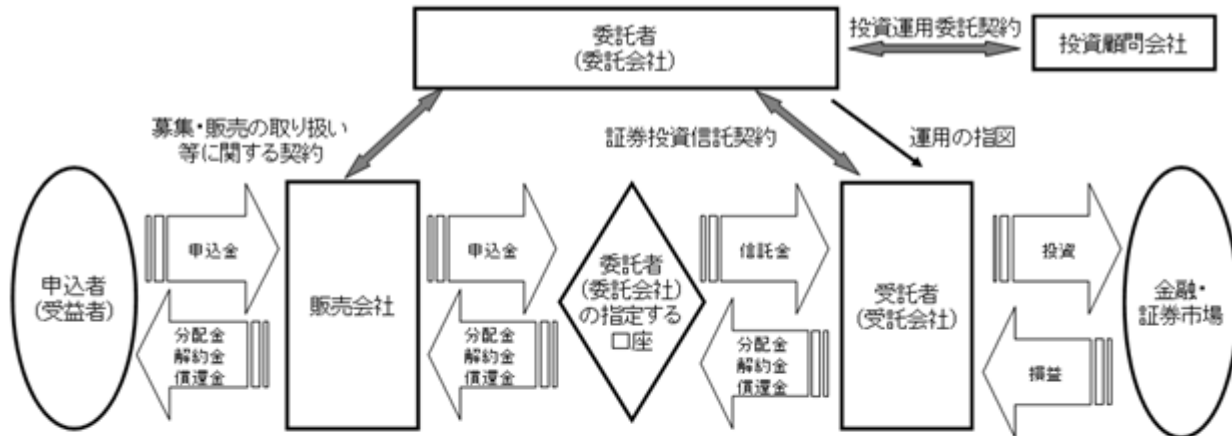 委託者
(委託会社)
投資運用委託契約
投資顧問会社
募集・販売の取り扱い
等に関する契約
証券投資信託契約
運用の指図
申込者
(受益者)
申込金
分配金
解約金
償還金
販売会社
申込金
分配金
解約金
償還金
委託者
(委託会社)
の指定する
口座
信託金
分配金
解約金
償還金
受託者
(受託会社)
投資
損益
金融・
証券市場